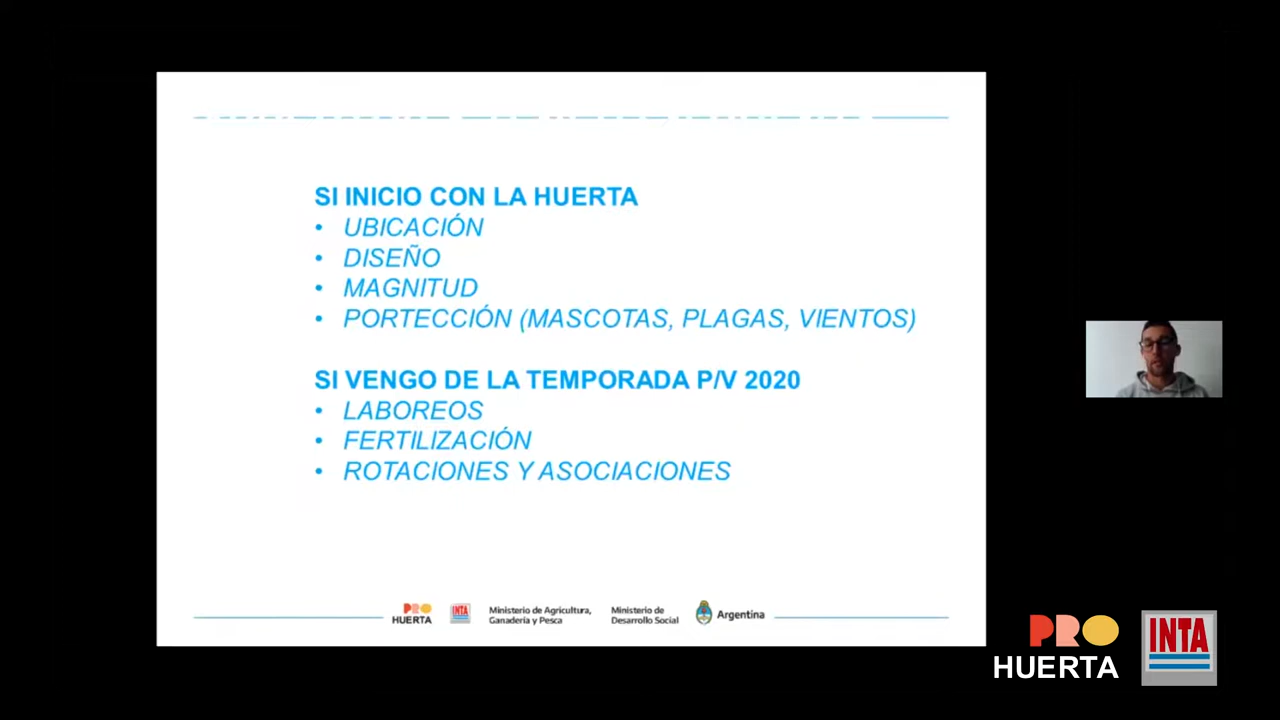 SI INICIO CON LA HUERTA
• UBICACIÓN
• DISEÑO
• MAGNITUD
• PORTECCIÓN (MASCOTAS, PLAGAS, VIENTOS)
SI VENGO DE LA TEMPORADA P/V 2020
• LABOREOS
• FERTILIZACIÓN
• ROTACIONES Y ASOCIACIONES
PRO
HUERTA
INTA
Ministerio de Agricultura,
Ganadería y Pesca
Ministerio de
Desarrollo Social
Argentina
PRO
HUERTA
INTA